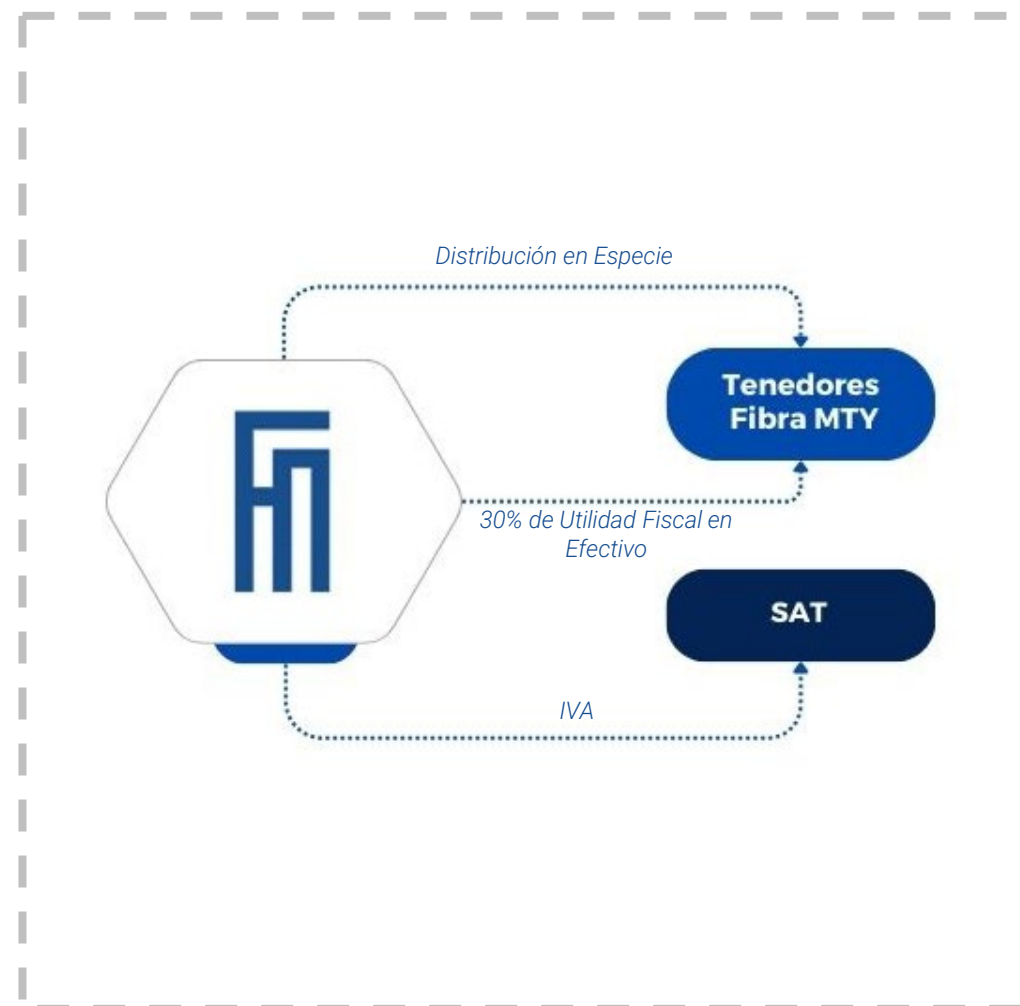 Distribución en Especie
Tenedores
Fibra MTY
30% de Utilidad Fiscal en
Efectivo
SAT
IVA